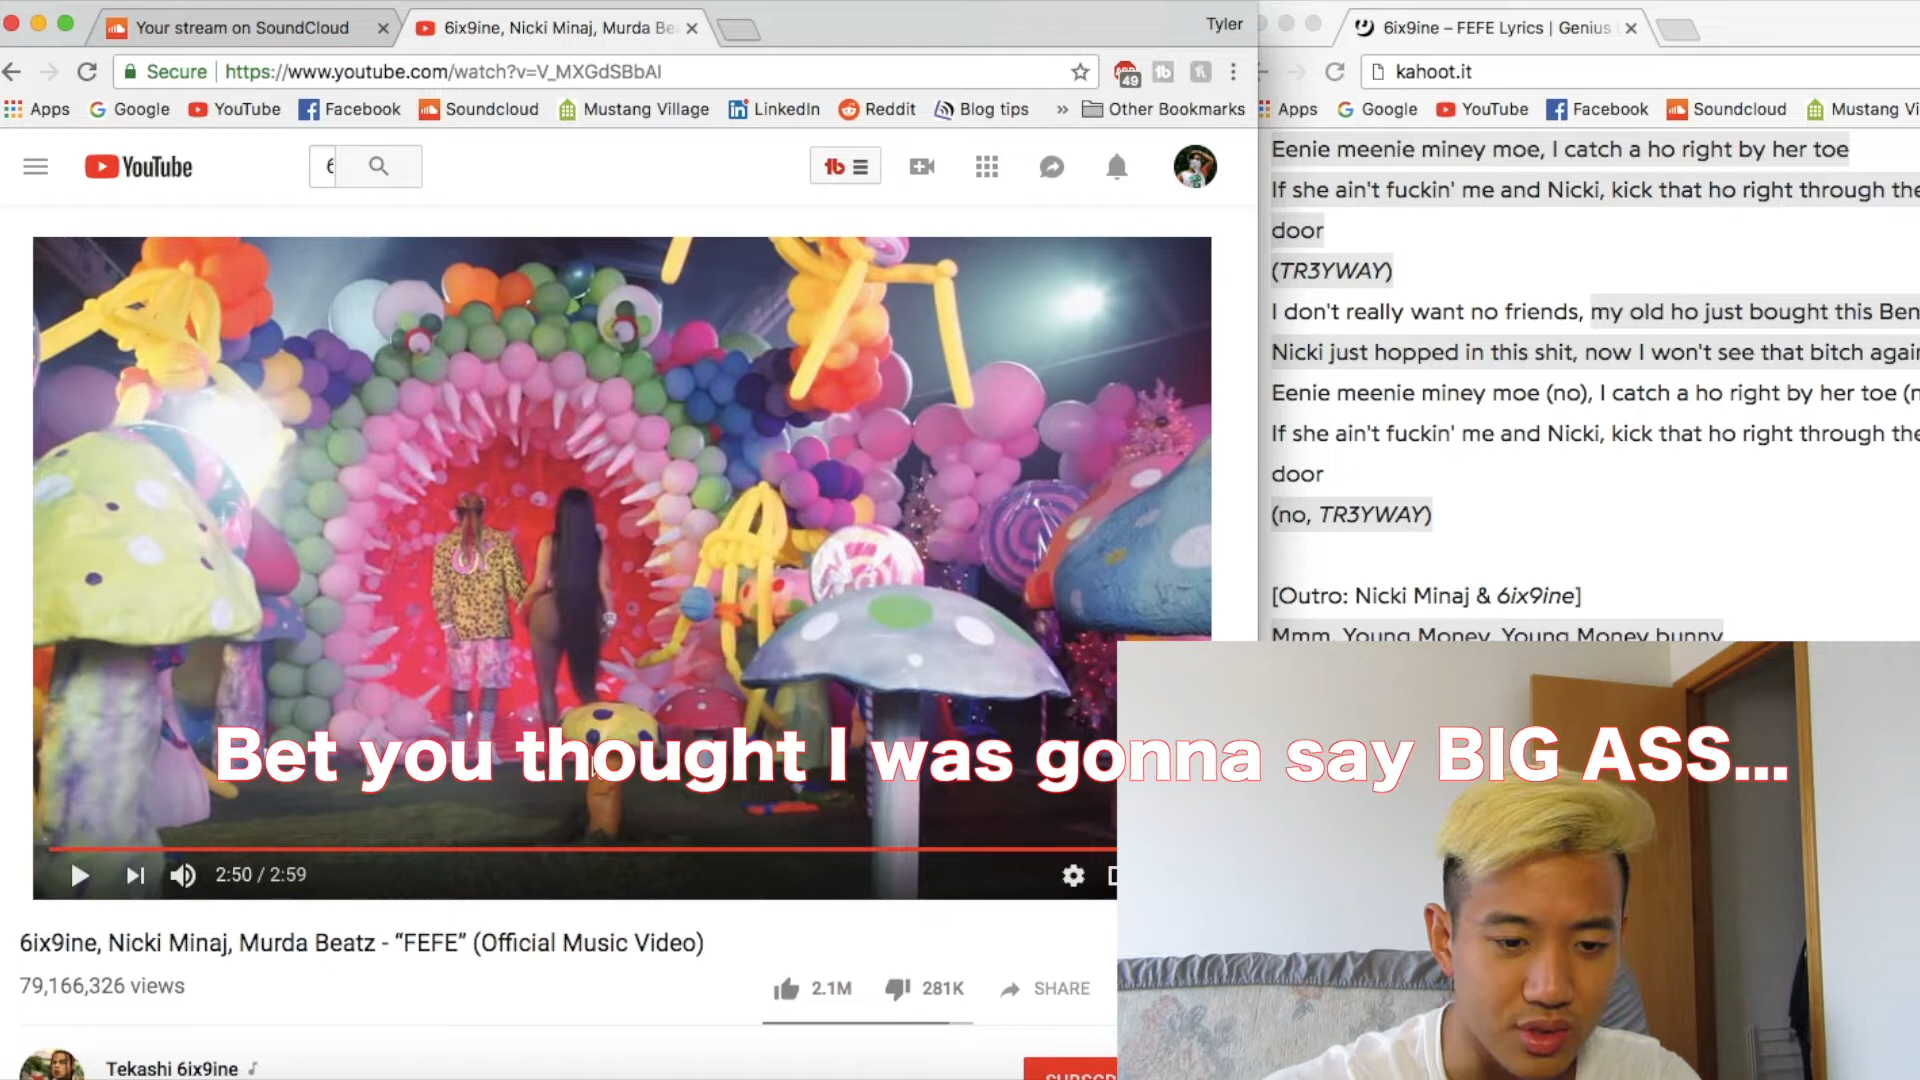 Your stream on SoundCloud
6ix9ine, Nicki Minaj, Murda Be
Tyler
6ix9ine – FEFE Lyrics | Genius
Secure
https://www.youtube.com/watch?v=V_MXGdSBbAI
49
kahoot.it
Apps Google YouTube Facebook Soundcloud Mustang Village LinkedIn Reddit Blog tips » Other Bookmarks
Apps Google YouTube Facebook Soundcloud Mustang Vi
YouTube
6
tb
Eenie meenie miney moe, I catch a ho right by her toe
If she ain't fuckin' me and Nicki, kick that ho right through the
door
(TR3YWAY)
I don't really want no friends, my old ho just bought this Ben
Nicki just hopped in this shit, now I won't see that bitch again
Eenie meenie miney moe (no), I catch a ho right by her toe (n
If she ain't fuckin' me and Nicki, kick that ho right through the
door
(no, TR3YWAY)
[Outro: Nicki Minaj & 6ix9ine]
Mmm, Young Money, Young Money bunny
Bet you thought I was gonna say BIG ASS...
2:50 / 2:59
6ix9ine, Nicki Minaj, Murda Beatz - “FEFE” (Official Music Video)
79,166,326 views
2.1M 281K SHARE
Tekashi 6ix9ine
SUBSCR